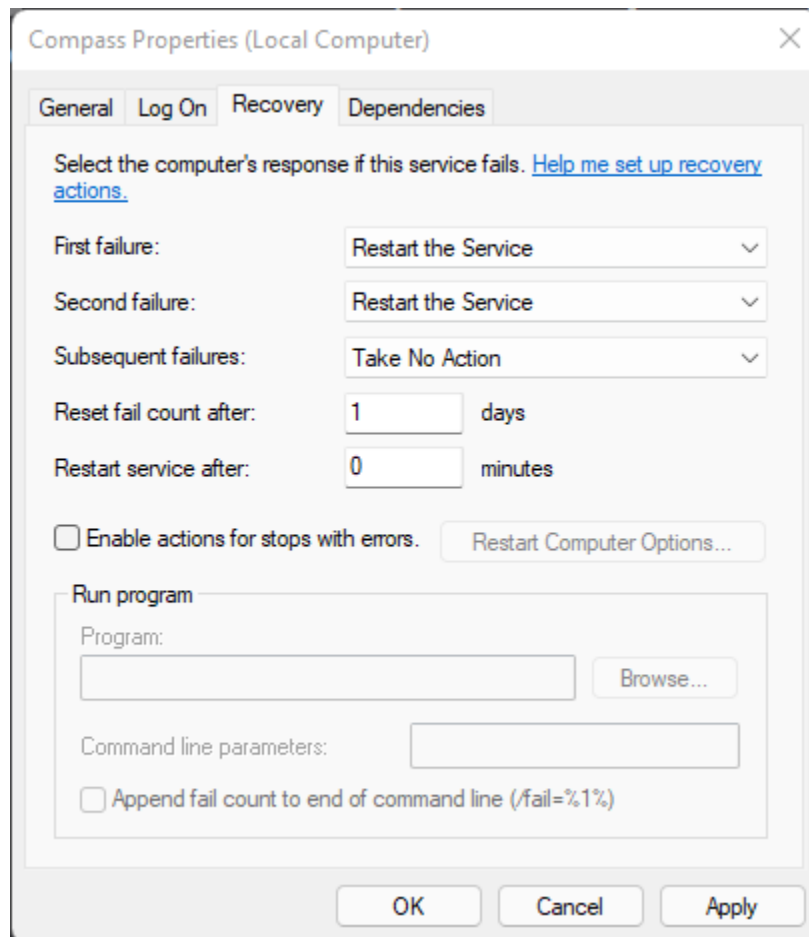 Compass Properties (Local Computer)
General Log On Recovery Dependencies
Select the computer's response if this service fails. Help me set up recovery
actions.
First failure: Restart the Service
Second failure: Restart the Service
Subsequent failures: Take No Action
Reset fail count after: 1 days
Restart service after: 0 minutes
Enable actions for stops with errors. Restart Computer Options...
Run program
Program:
Browse...
Command line parameters:
Append fail count to end of command line (/fail=%1%)
OK Cancel Apply